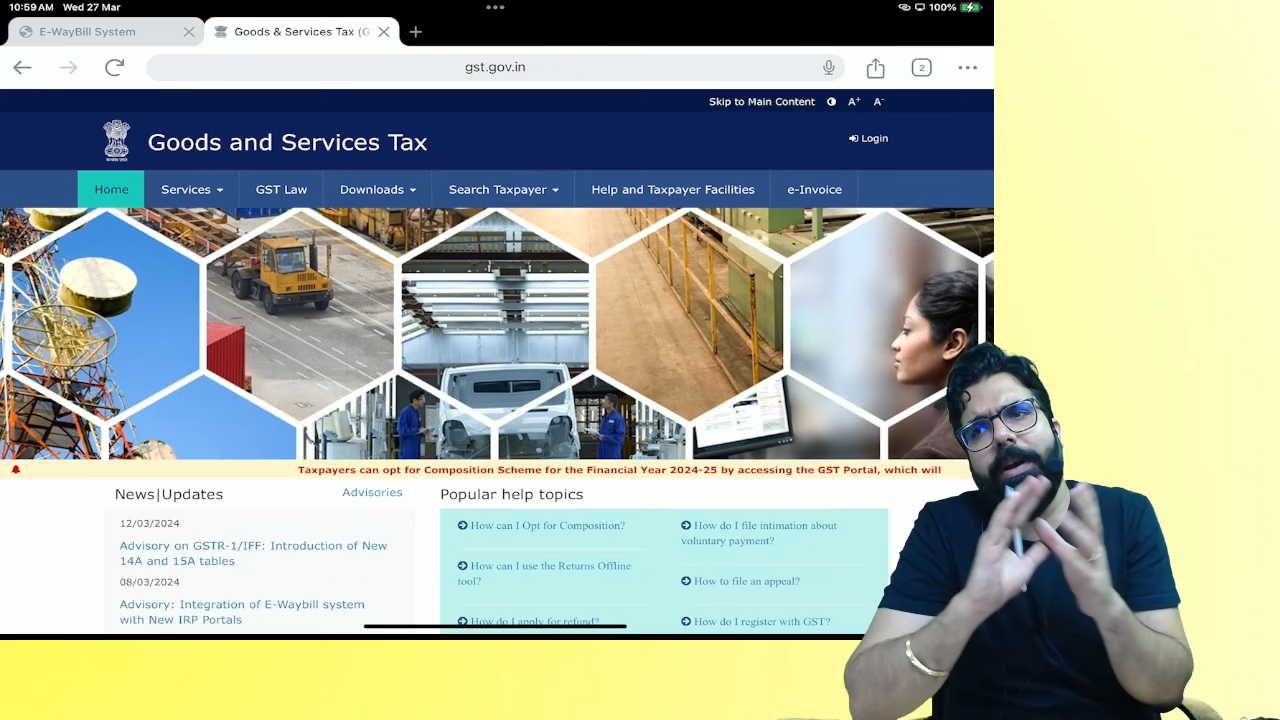 10:59 AM Wed 27 Mar
100%
E-WayBill System
Goods & Services Tax (G
gst.gov.in
2
Skip to Main Content A+ A-
Goods and Services Tax
Login
Home Services GST Law Downloads Search Taxpayer Help and Taxpayer Facilities e-Invoice
Taxpayers can opt for Composition Scheme for the Financial Year 2024-25 by accessing the GST Portal, which will
News|Updates
Advisories
12/03/2024
Advisory on GSTR-1/IFF: Introduction of New
14A and 15A tables
08/03/2024
Advisory: Integration of E-Waybill system
with New IRP Portals
Popular help topics
How can I Opt for Composition?
How can I use the Returns Offline
tool?
How do I apply for refund?
How do I file intimation about
voluntary payment?
How to file an appeal?
How do I register with GST?